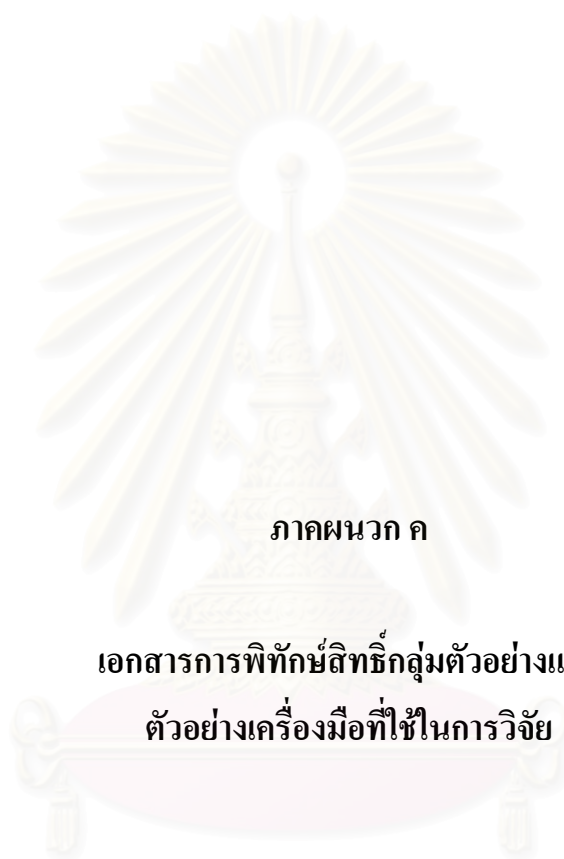 ภาคผนวก ค
เอกสารการพิทักษ์สิทธิ์กลุ่มตัวอย่างแ
ตัวอย่างเครื่องมือที่ใช้ในการวิจัย